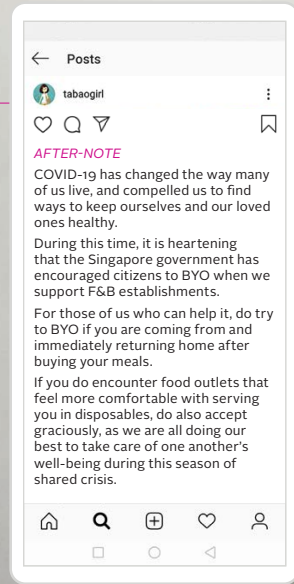 Posts
tabaogirl
AFTER-NOTE
COVID-19 has changed the way many
of us live, and compelled us to find
ways to keep ourselves and our loved
ones healthy.
During this time, it is heartening
that the Singapore government has
encouraged citizens to BYO when we
support F&B establishments.
For those of us who can help it, do try
to BYO if you are coming from and
immediately returning home after
buying your meals.
If you do encounter food outlets that
feel more comfortable with serving
you in disposables, do also accept
graciously, as we are all doing our
best to take care of one another’s
well-being during this season of
shared crisis.